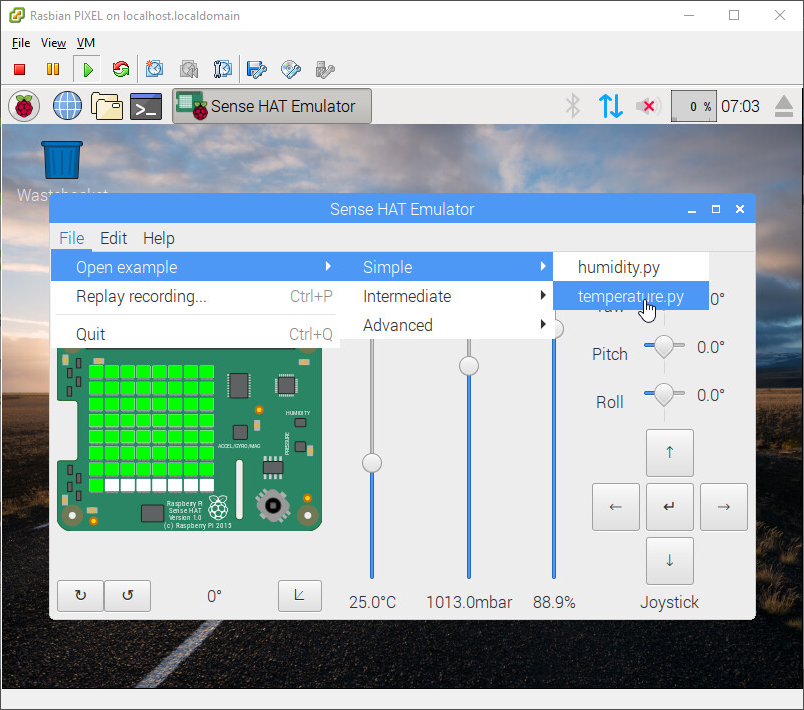 Rasbian PIXEL on localhost.localdomain
File View VM
Sense HAT Emulator
0 %
07:03
Wastebasket
Sense HAT Emulator
File Edit Help
Open example
Simple
humidity.py
Replay recording... Ctrl+P
Intermediate
temperature.py
0°
Quit Ctrl+Q
Advanced
Pitch 0.0°
Roll 0.0°
HUMIDITY
PRESSURE
ACCEL/GYRO/MAG
Raspberry Pi
Sense HAT
Version 1.0
(c) Raspberry Pi 2015
0°
25.0°C 1013.0mbar 88.9% Joystick